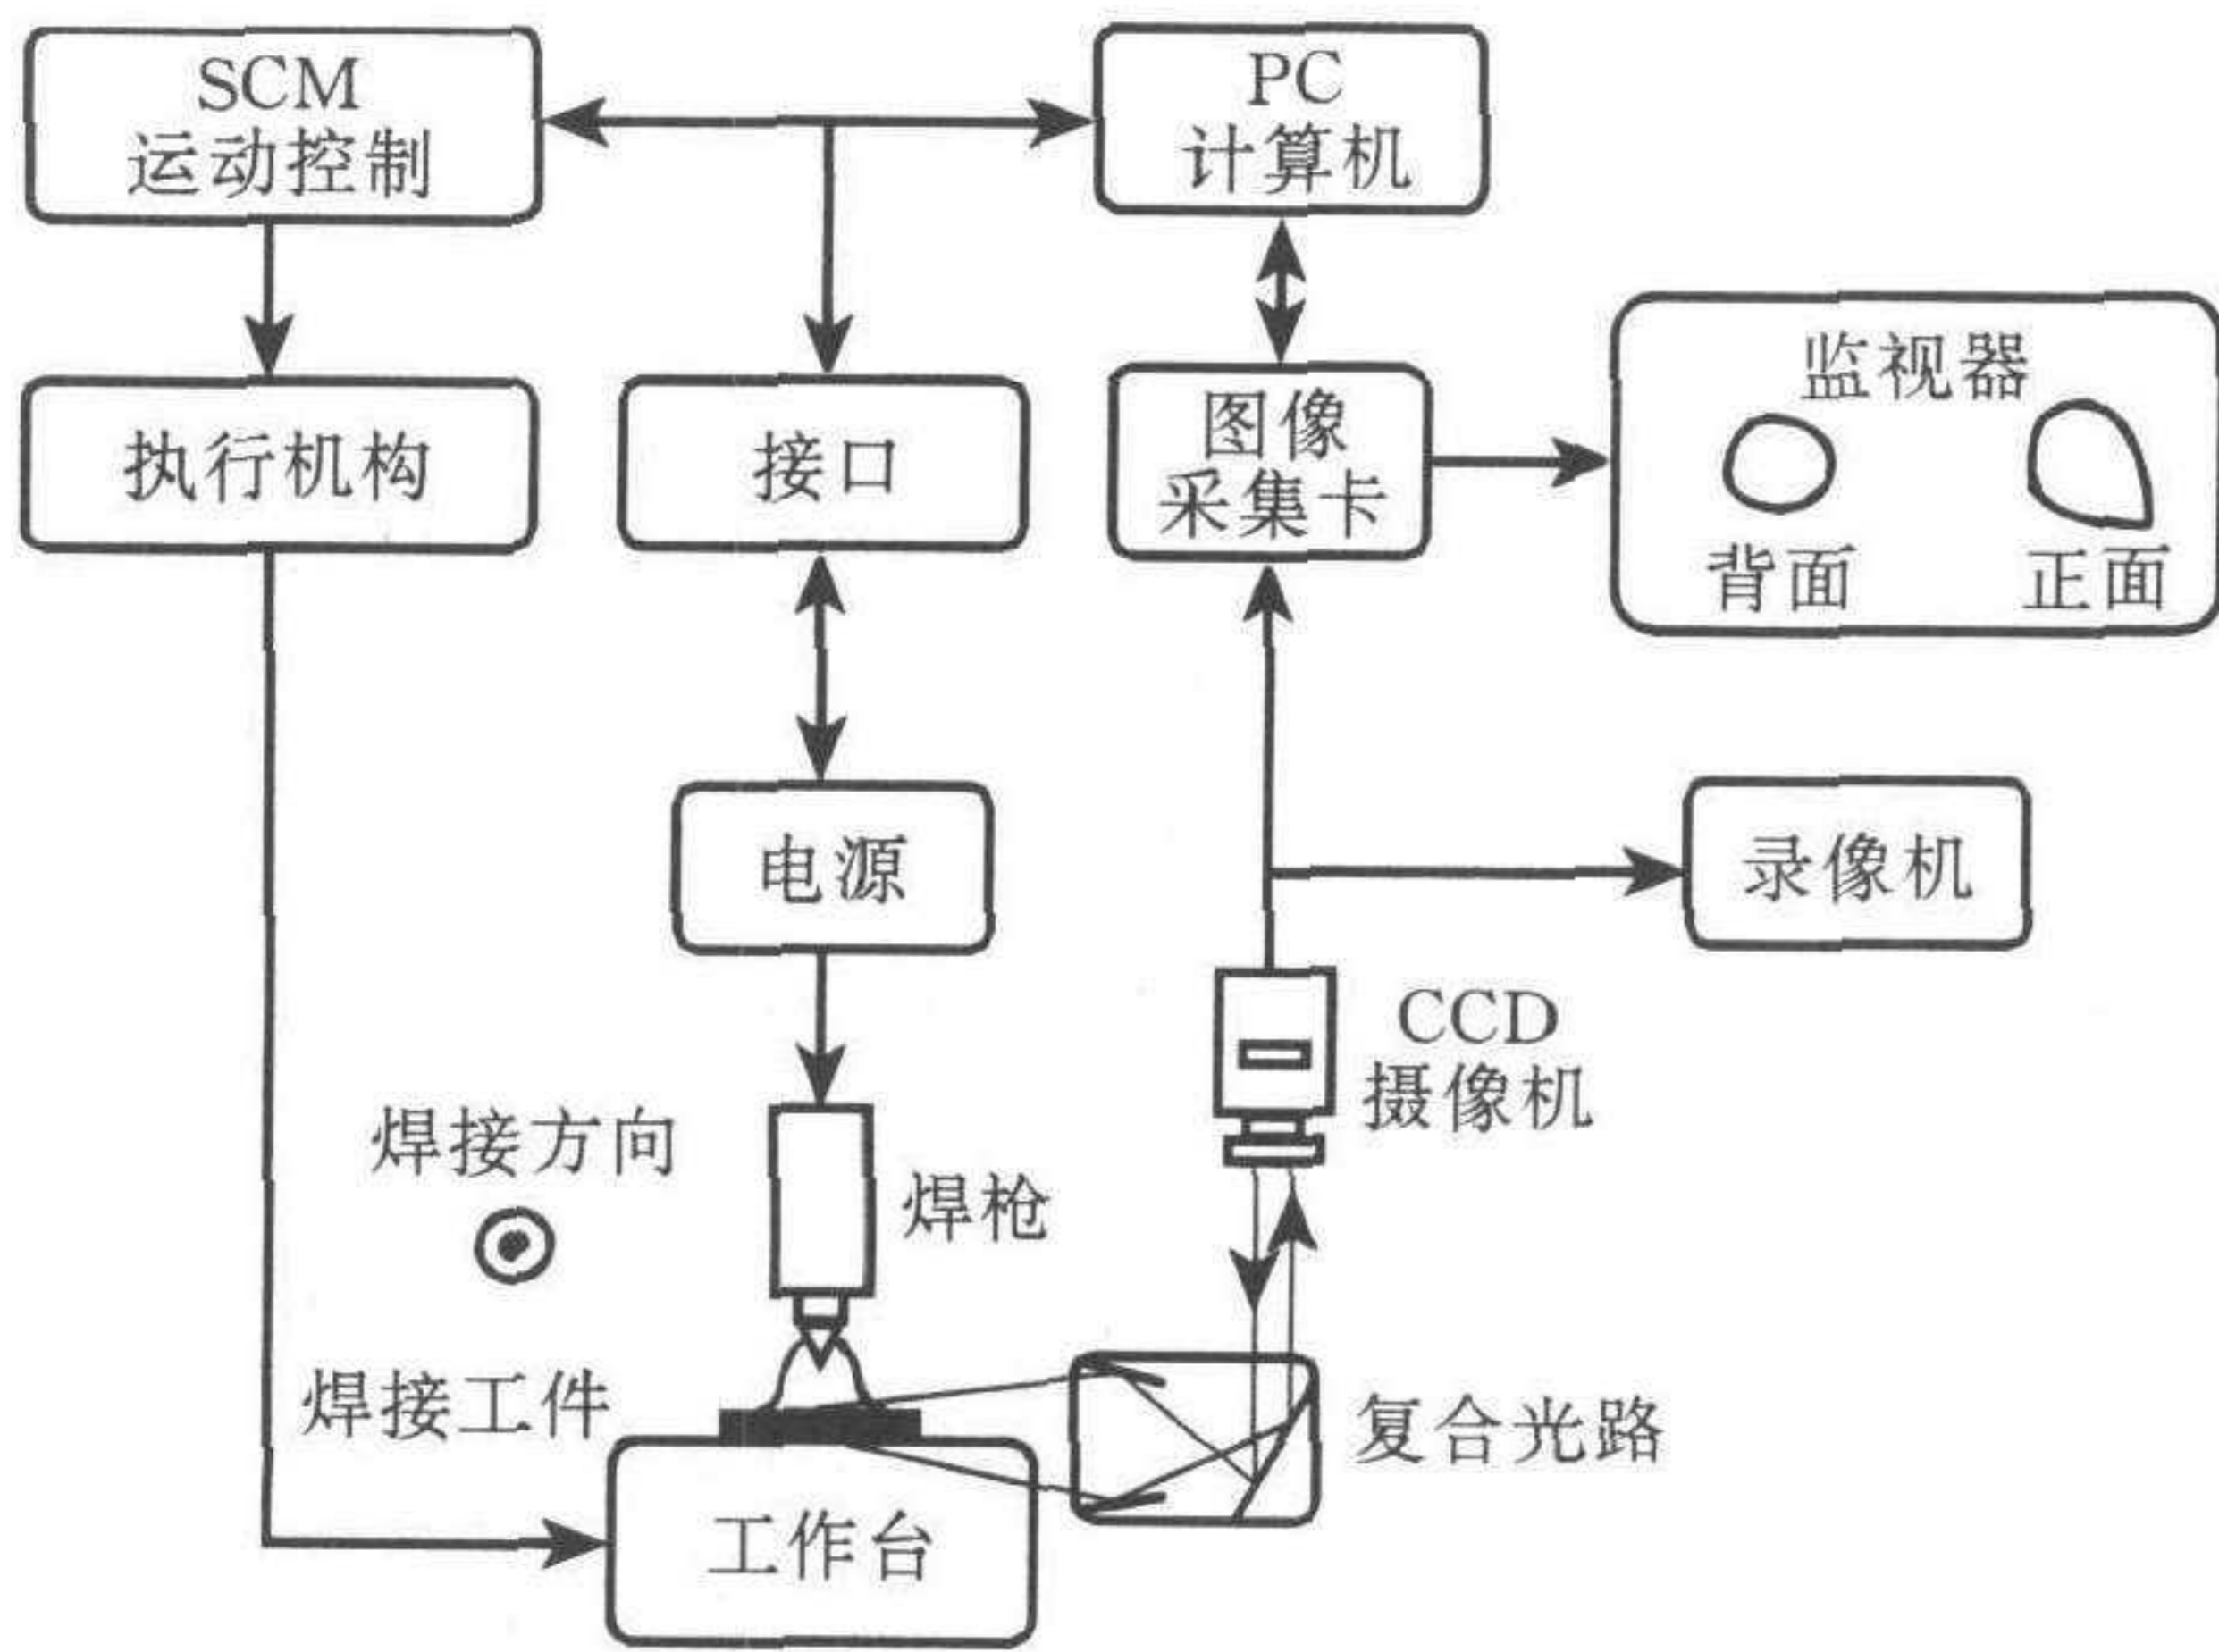 SCM
运动控制
PC
计算机
执行机构
接口
图像
采集卡
监视器
背面
正面
电源
录像机
CCD
摄像机
焊接方向
焊枪
焊接工件
复合光路
工作台